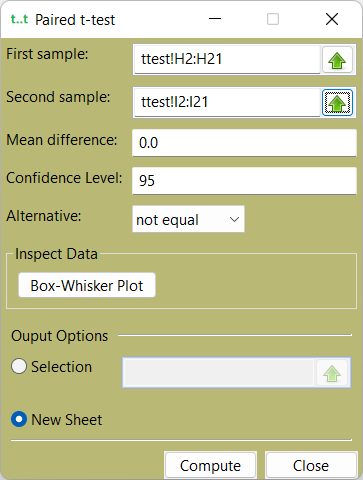 t..t Paired t-test
First sample: ttest!H2:H21
Second sample: ttest!I2:I21
Mean difference: 0.0
Confidence Level: 95
Alternative: not equal
Inspect Data
Box-Whisker Plot
Ouput Options
Selection
New Sheet
Compute Close